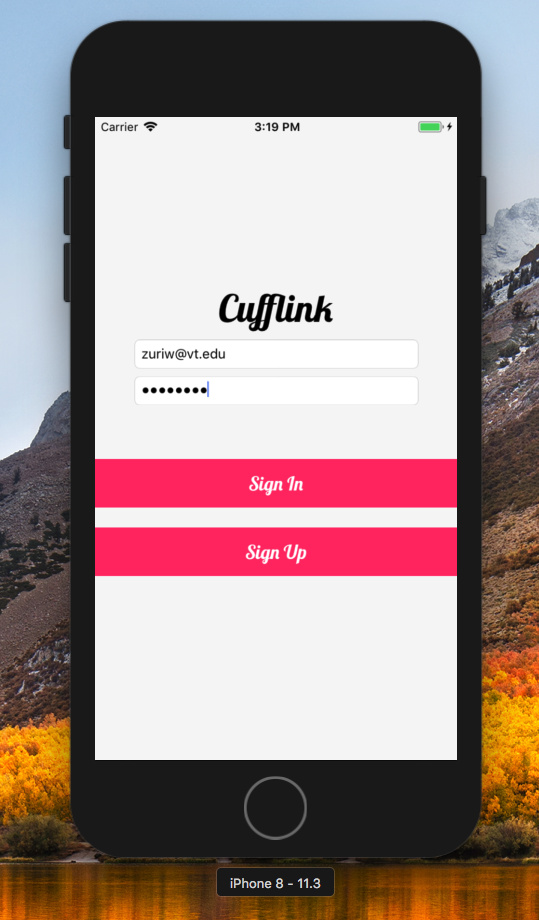 Carrier 3:19 PM
Cufflink
zuriw@vt.edu
••••••••
Sign In
Sign Up
iPhone 8 - 11.3